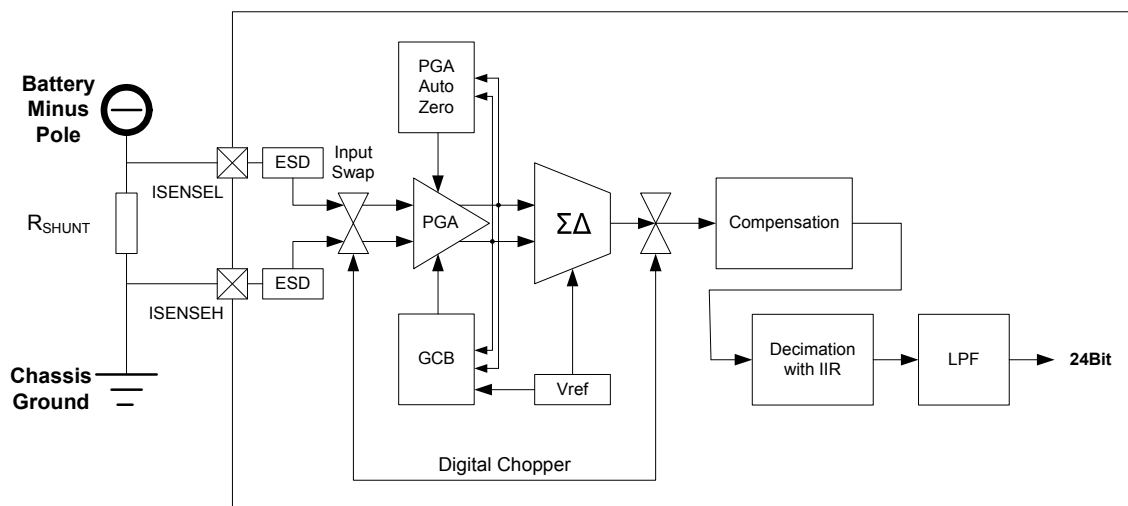 Battery
Minus
Pole
ISENSEL
RSHUNT
ISENSEH
Chassis
Ground
ESD
ESD
Input
Swap
PGA
Auto
Zero
PGA
GCB
ΣΔ
Vref
Digital Chopper
Compensation
Decimation
with IIR
LPF
24Bit